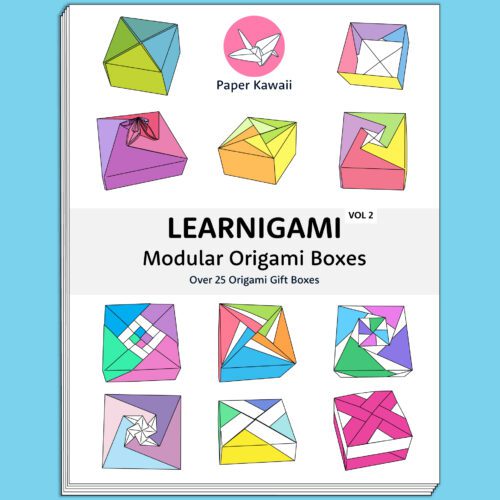 Paper Kawaii
LEARNIGAMI VOL 2
Modular Origami Boxes
Over 25 Origami Gift Boxes